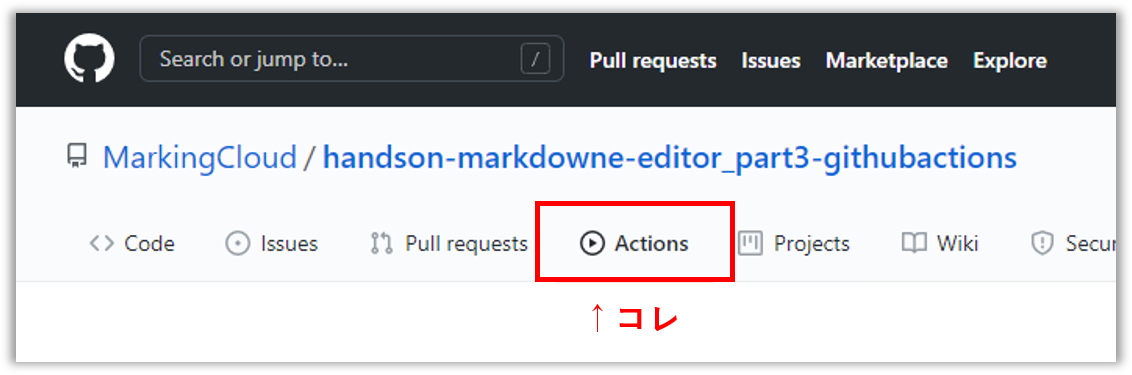 Search or jump to... / Pull requests Issues Marketplace Explore
MarkingCloud / handson-markdowne-editor_part3-githubactions
Code Issues Pull requests Actions Projects Wiki Secur
↑ コレ